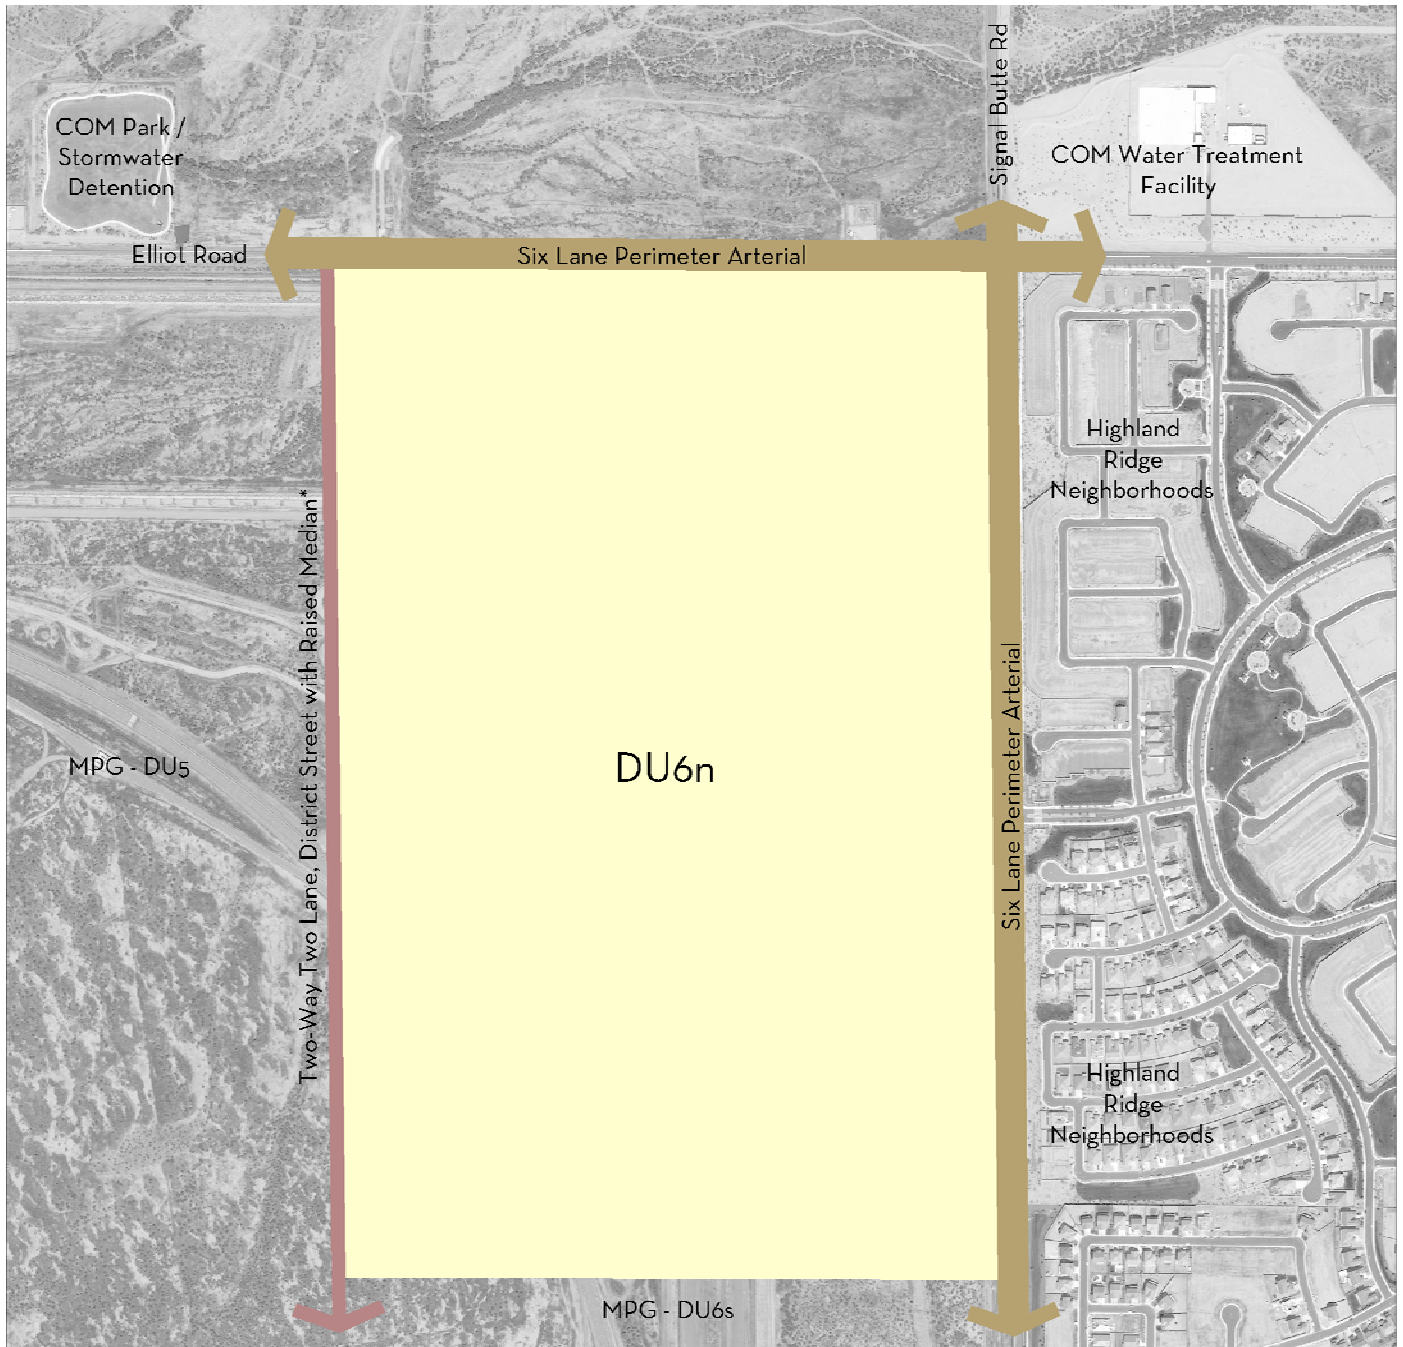 Signal Butte Rd
COM Park /
Stormwater
Detention
COM Water Treatment
Facility
Elliot Road
Six Lane Perimeter Arterial
Highland
Ridge
Neighborhoods
Two-Way Two Lane, District Street with Raised Median*
Six Lane Perimeter Arterial
MPG - DU5
DU6n
Highland
Ridge
Neighborhoods
MPG - DU6s